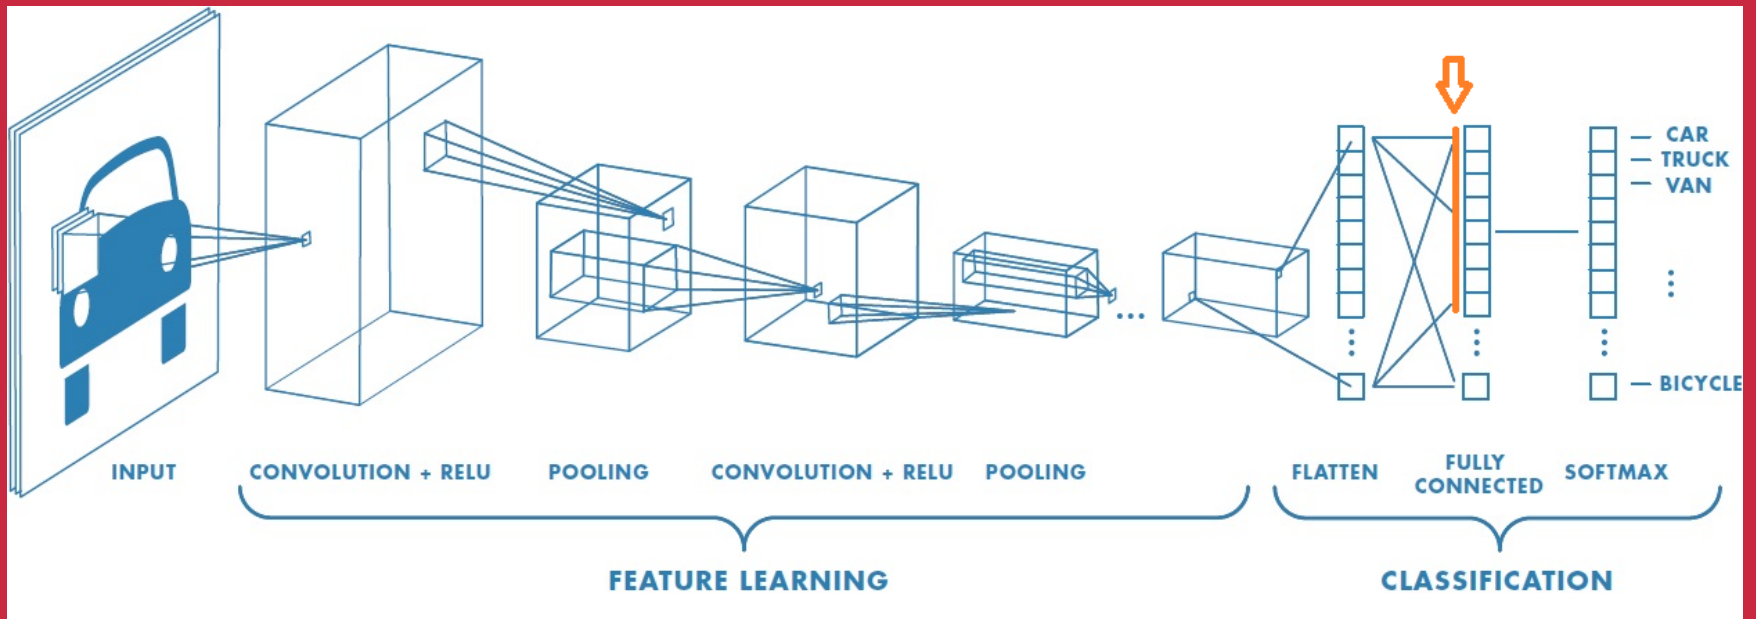 CAR
TRUCK
VAN
BICYCLE
INPUT
CONVOLUTION + RELU
POOLING
CONVOLUTION + RELU
POOLING
FLATTEN
FULLY
CONNECTED
SOFTMAX
FEATURE LEARNING
CLASSIFICATION